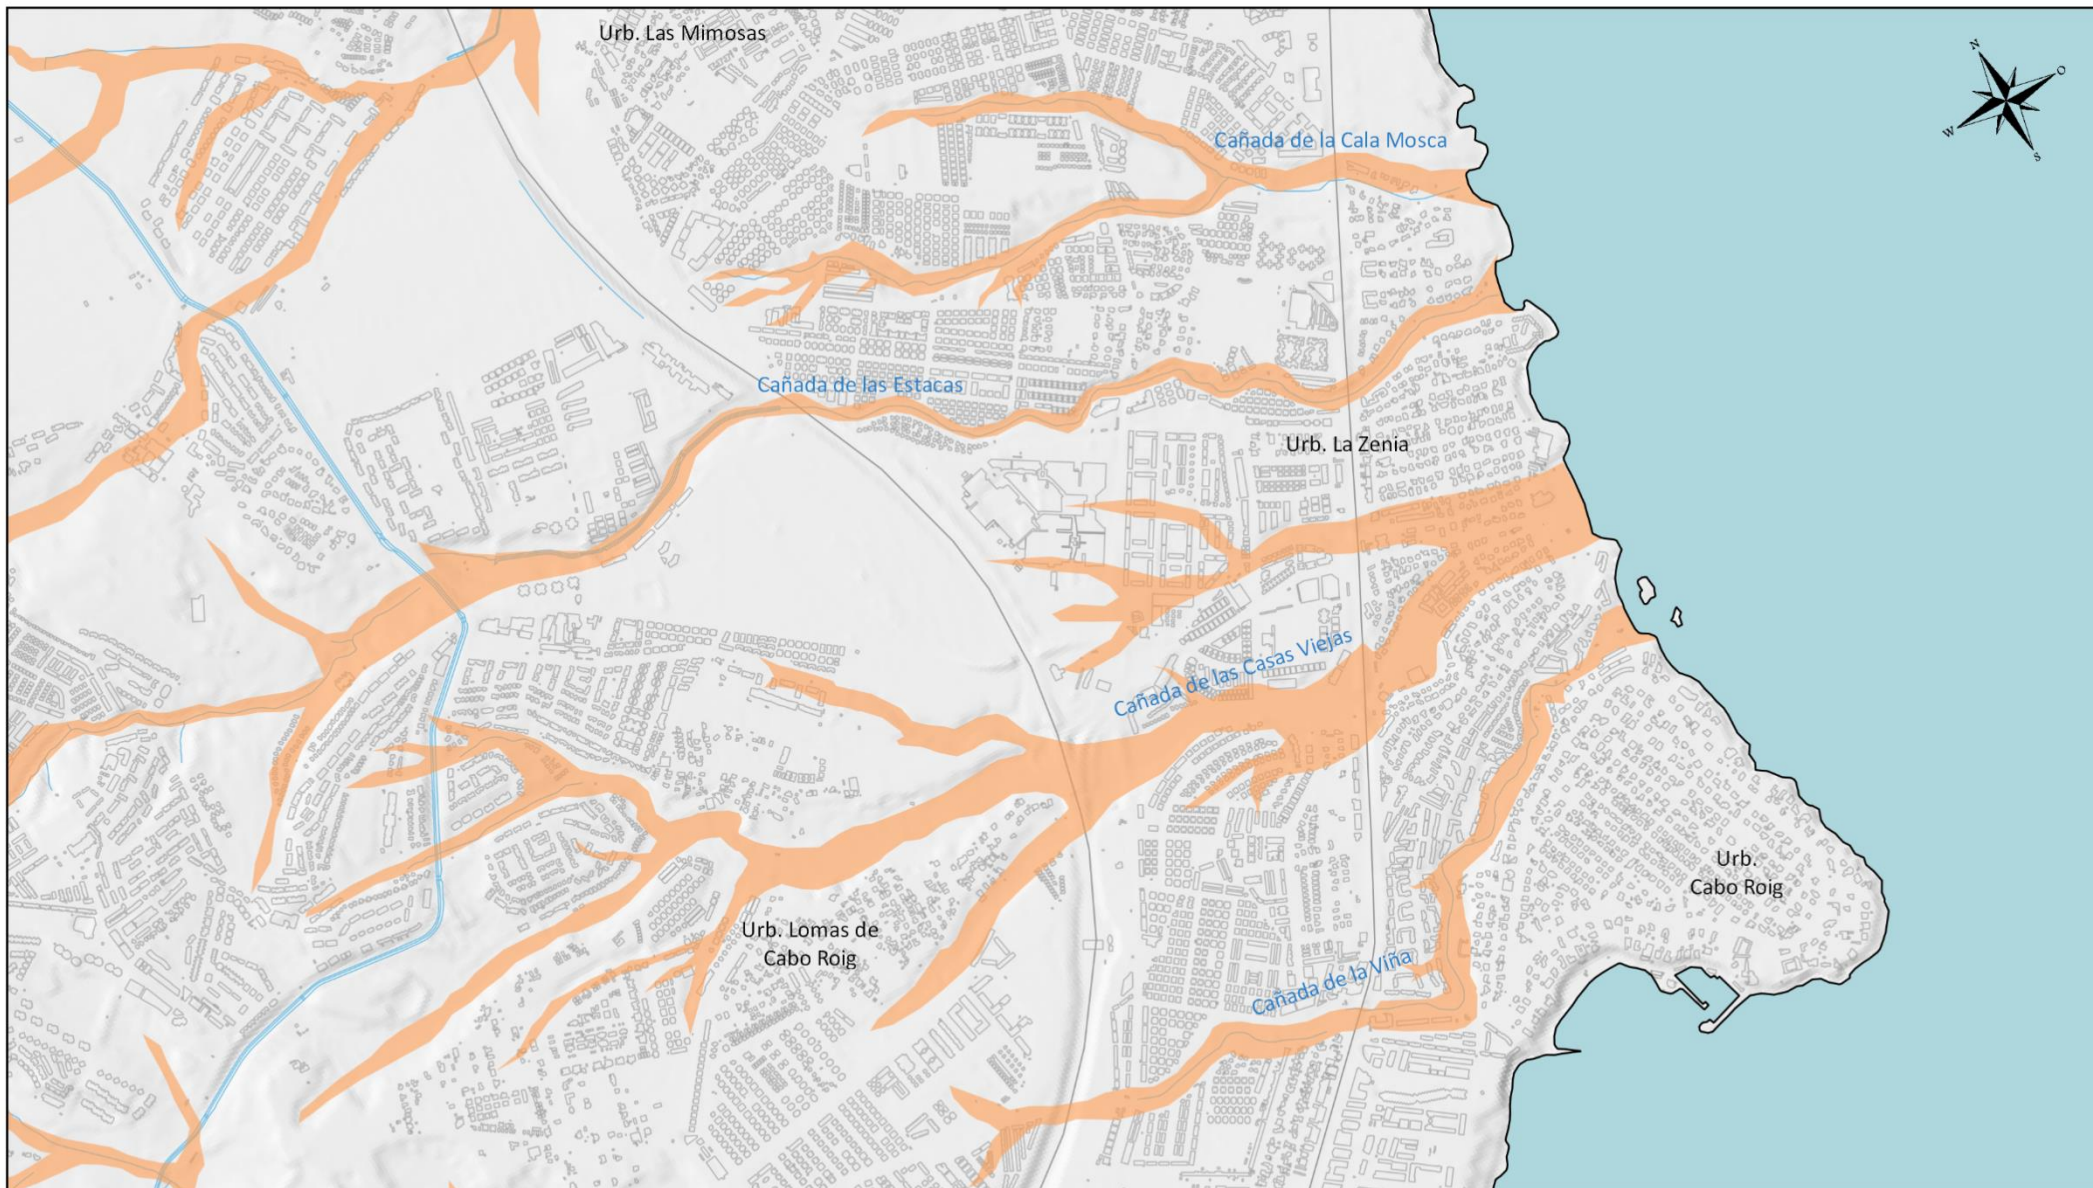 Urb. Las Mimosas
N
O
W
S
Cañada de la Cala Mosca
Cañada de las Estacas
Urb. La Zenia
Cañada de las Casas Viejas
Urb.
Cabo Roig
Urb. Lomas de
Cabo Roig
Cañada de la Viña